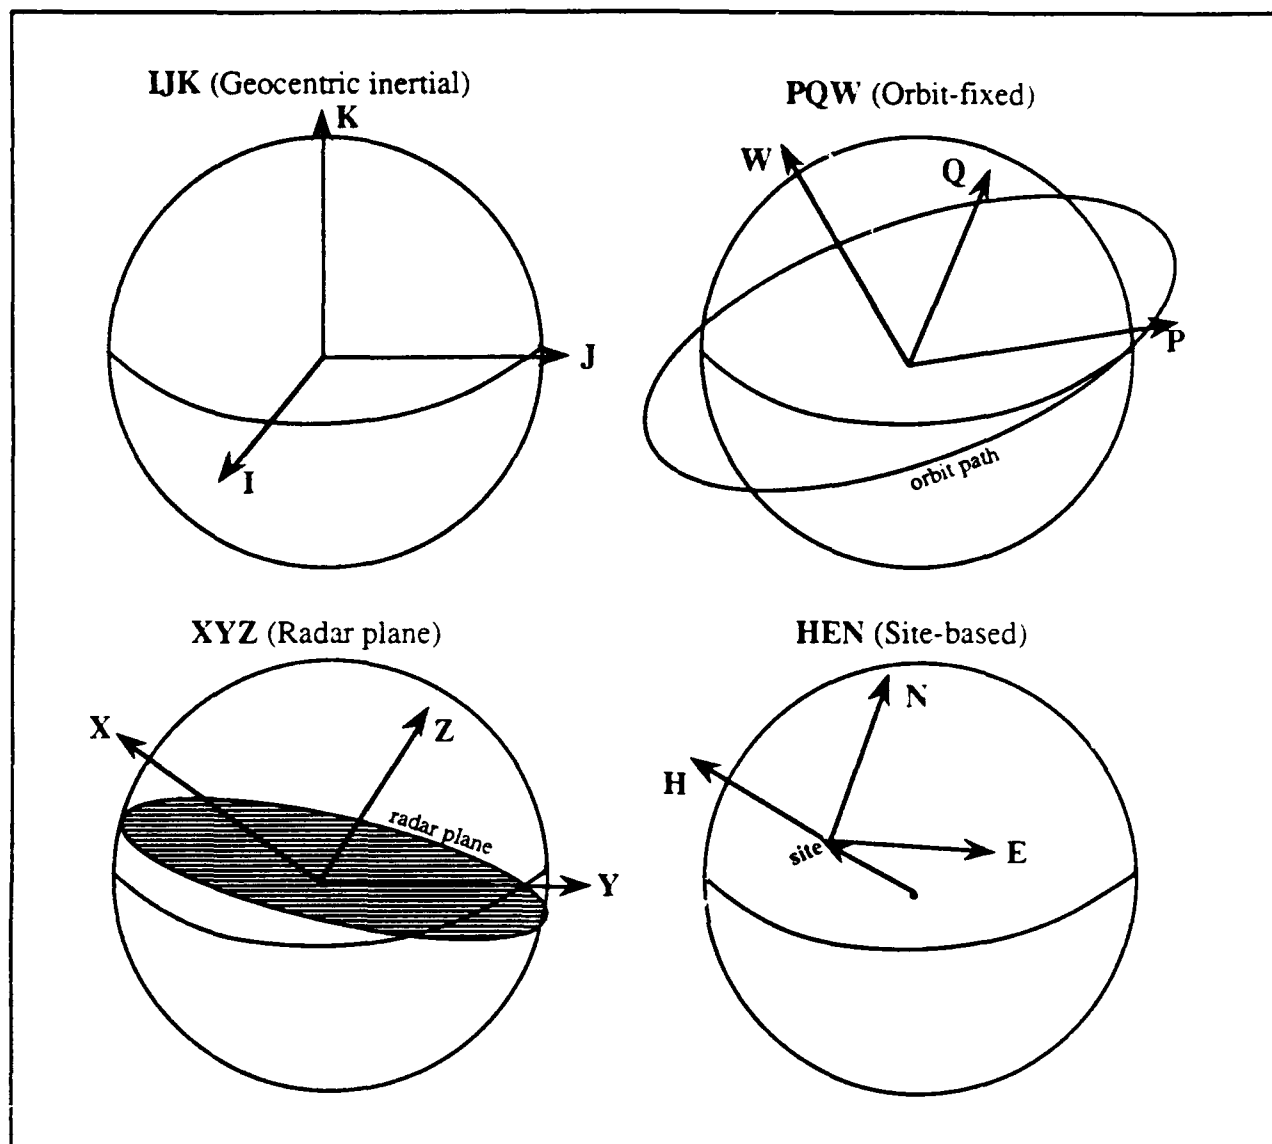 IJK (Geocentric inertial)
K
J
I
PQW (Orbit-fixed)
W
Q
P
orbit path
XYZ (Radar plane)
X
Z
radar plane
Y
HEN (Site-based)
N
H
site
E